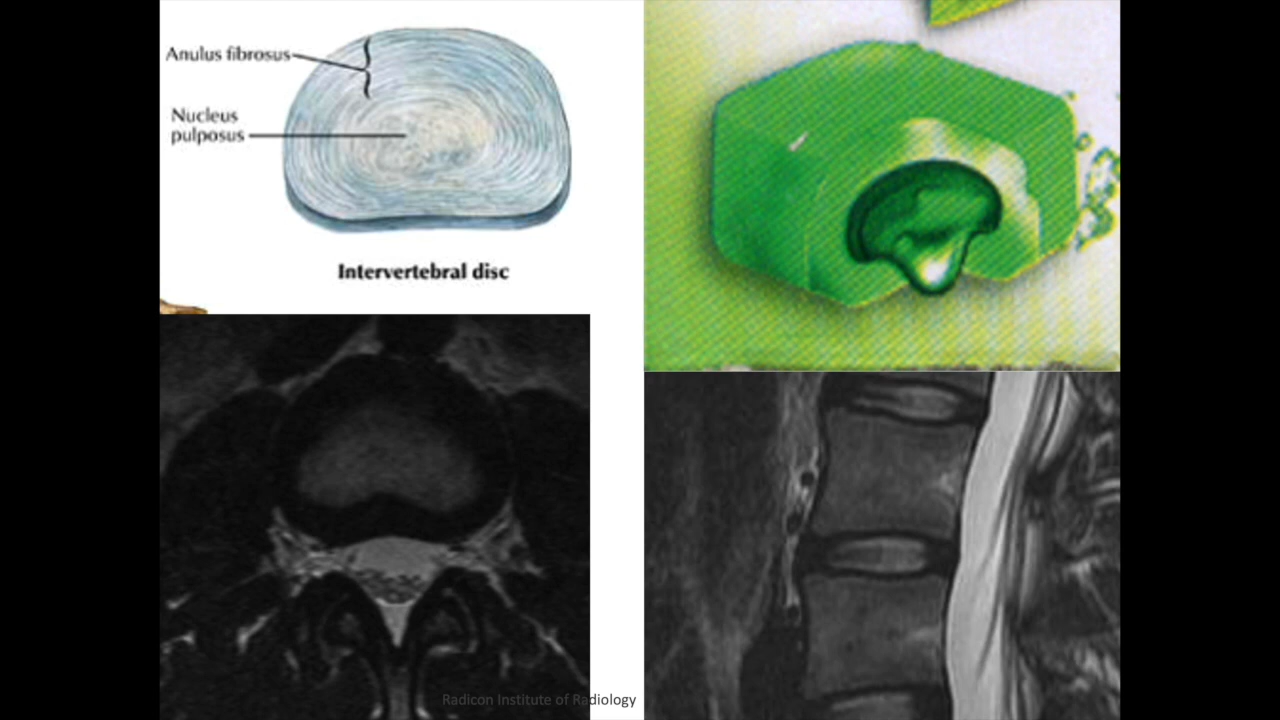 Anulus fibrosus
Nucleus
pulposus
Intervertebral disc
Radicon Institute of Radiology